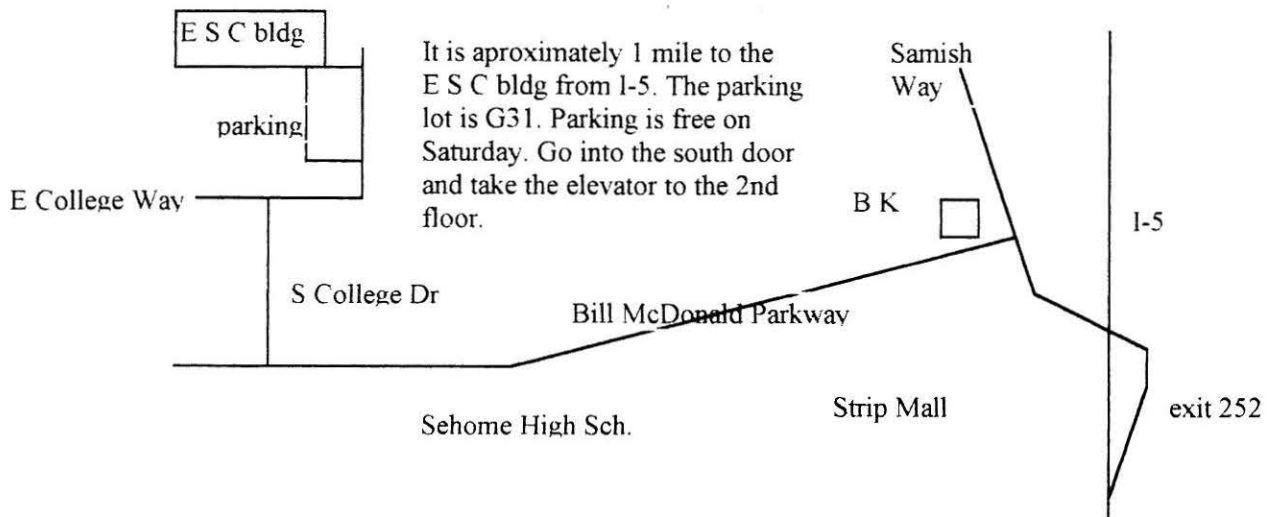 E S C bldg
It is aproximately 1 mile to the
E S C bldg from I-5. The parking
lot is G31. Parking is free on
Saturday. Go into the south door
and take the elevator to the 2nd
floor.
Samish
Way
parking
E College Way
B K
I-5
S College Dr
Bill McDonald Parkway
Strip Mall
exit 252
Sehome High Sch.